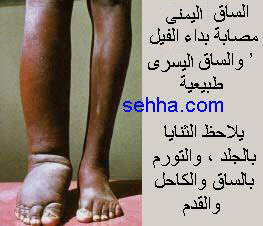 الساق اليمنى
مصابة بداء الفيل
' والساق اليسرى
طبيعية
sehha.com
يلاحظ الثنايا
بالجلد ، والتورم
بالساق والكاحل
والقدم